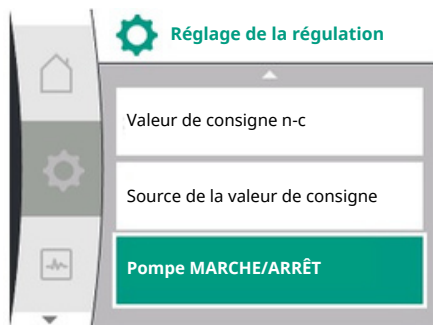 Réglage de la régulation
Valeur de consigne n-c
Source de la valeur de consigne
Pompe MARCHE/ARRÊT